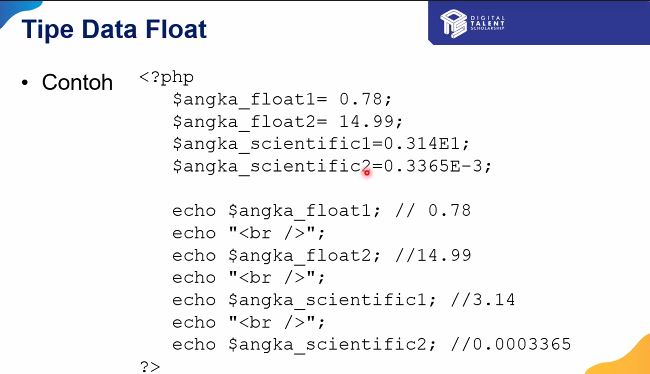 Tipe Data Float
DIGITAL
TALENT
SCHOLARSHIP
• Contoh
<?php
$angka_float1= 0.78;
$angka_float2= 14.99;
$angka_scientific1=0.314E1;
$angka_scientific2=0.3365E-3;
echo $angka_float1; // 0.78
echo "<br />";
echo $angka_float2; //14.99
echo "<br />";
echo $angka_scientific1; //3.14
echo "<br />";
echo $angka_scientific2; //0.0003365
?>